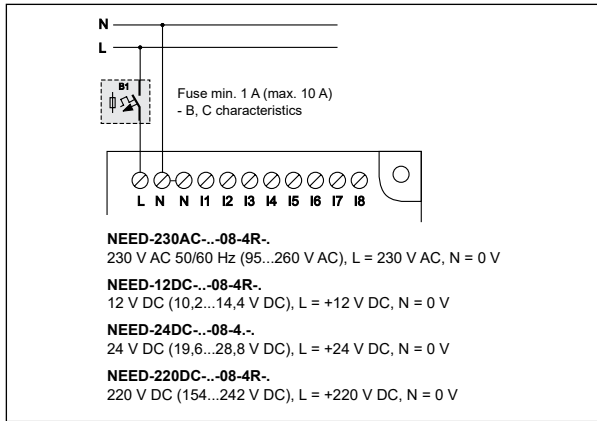 N
L
B1
Fuse min. 1 A (max. 10 A)
- B, C characteristics
L N N I1 I2 I3 I4 I5 I6 I7 I8
NEED-230AC-..-08-4R-.
230 V AC 50/60 Hz (95...260 V AC), L = 230 V AC, N = 0 V
NEED-12DC-..-08-4R-.
12 V DC (10,2...14,4 V DC), L = +12 V DC, N = 0 V
NEED-24DC-..-08-4.-.
24 V DC (19,6...28,8 V DC), L = +24 V DC, N = 0 V
NEED-220DC-..-08-4R-.
220 V DC (154...242 V DC), L = +220 V DC, N = 0 V